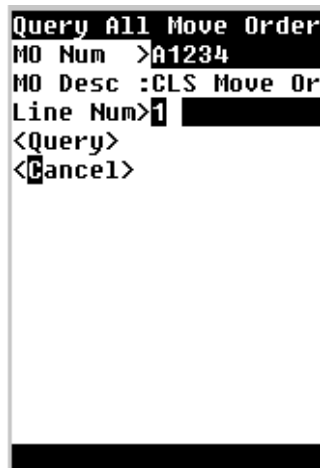 Query All Move Order
MO Num >A1234
MO Desc :CLS Move Or
Line Num>1
<Query>
<Cancel>